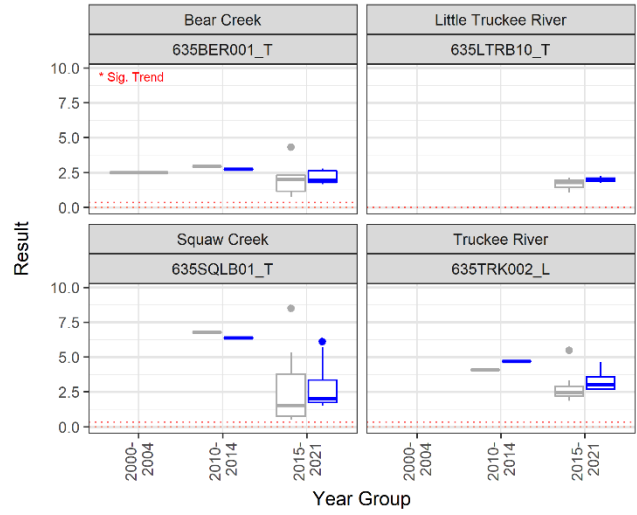 Bear Creek
Little Truckee River
635BER001_T
635LTRB10_T
10.0
7.5
5.0
2.5
0.0
* Sig. Trend
Squaw Creek
Truckee River
635SQLB01_T
635TRK002_L
10.0
7.5
5.0
2.5
0.0
Result
2000-
2004
2010-
2014
2015-
2021
2000-
2004
2010-
2014
2015-
2021
Year Group